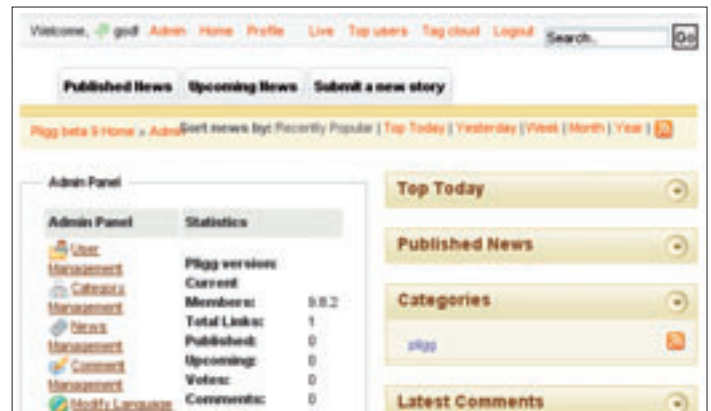 Welcome, god! Admin Home Profile Live Top users Tag cloud Logout Search.. Go
Published News Upcoming News Submit a new story
Pligg beta 9 Home » Admin Sort news by: Recently Popular | Top Today | Yesterday | Week | Month | Year |
Admin Panel
Admin Panel Statistics
User
Management
Category
Management
News
Management
Comment
Management
Modify Language
Pligg version:
Current
Members: 9.8.2
Total Links: 1
Published: 0
Upcoming: 0
Votes: 0
Comments: 0
Top Today
Published News
Categories
pligg
Latest Comments